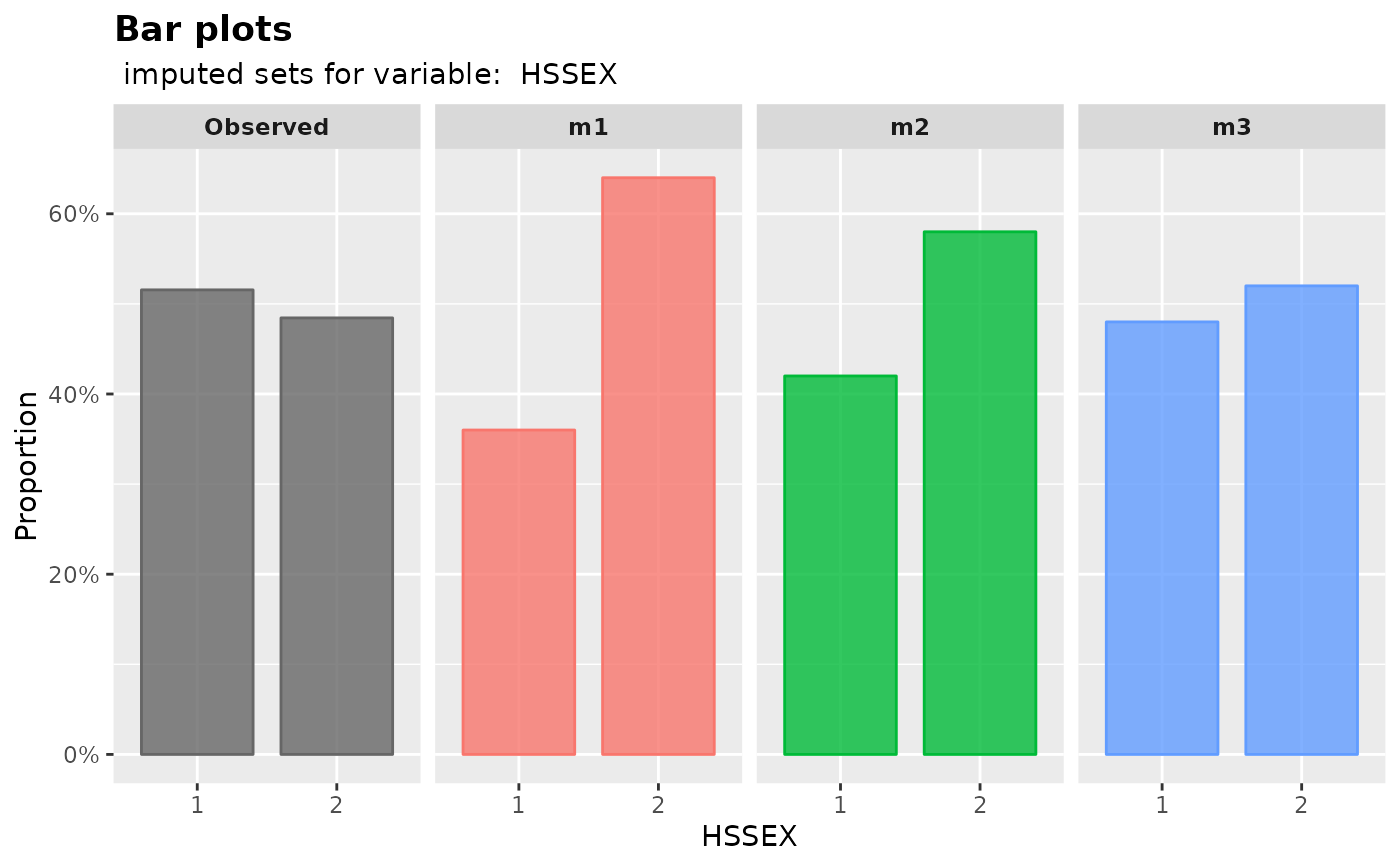 Bar plots
imputed sets for variable:  HSSEX
Observed m1 m2 m3
60%
40%
20%
0%
Proportion
1 2 1 2 1 2 1 2
HSSEX